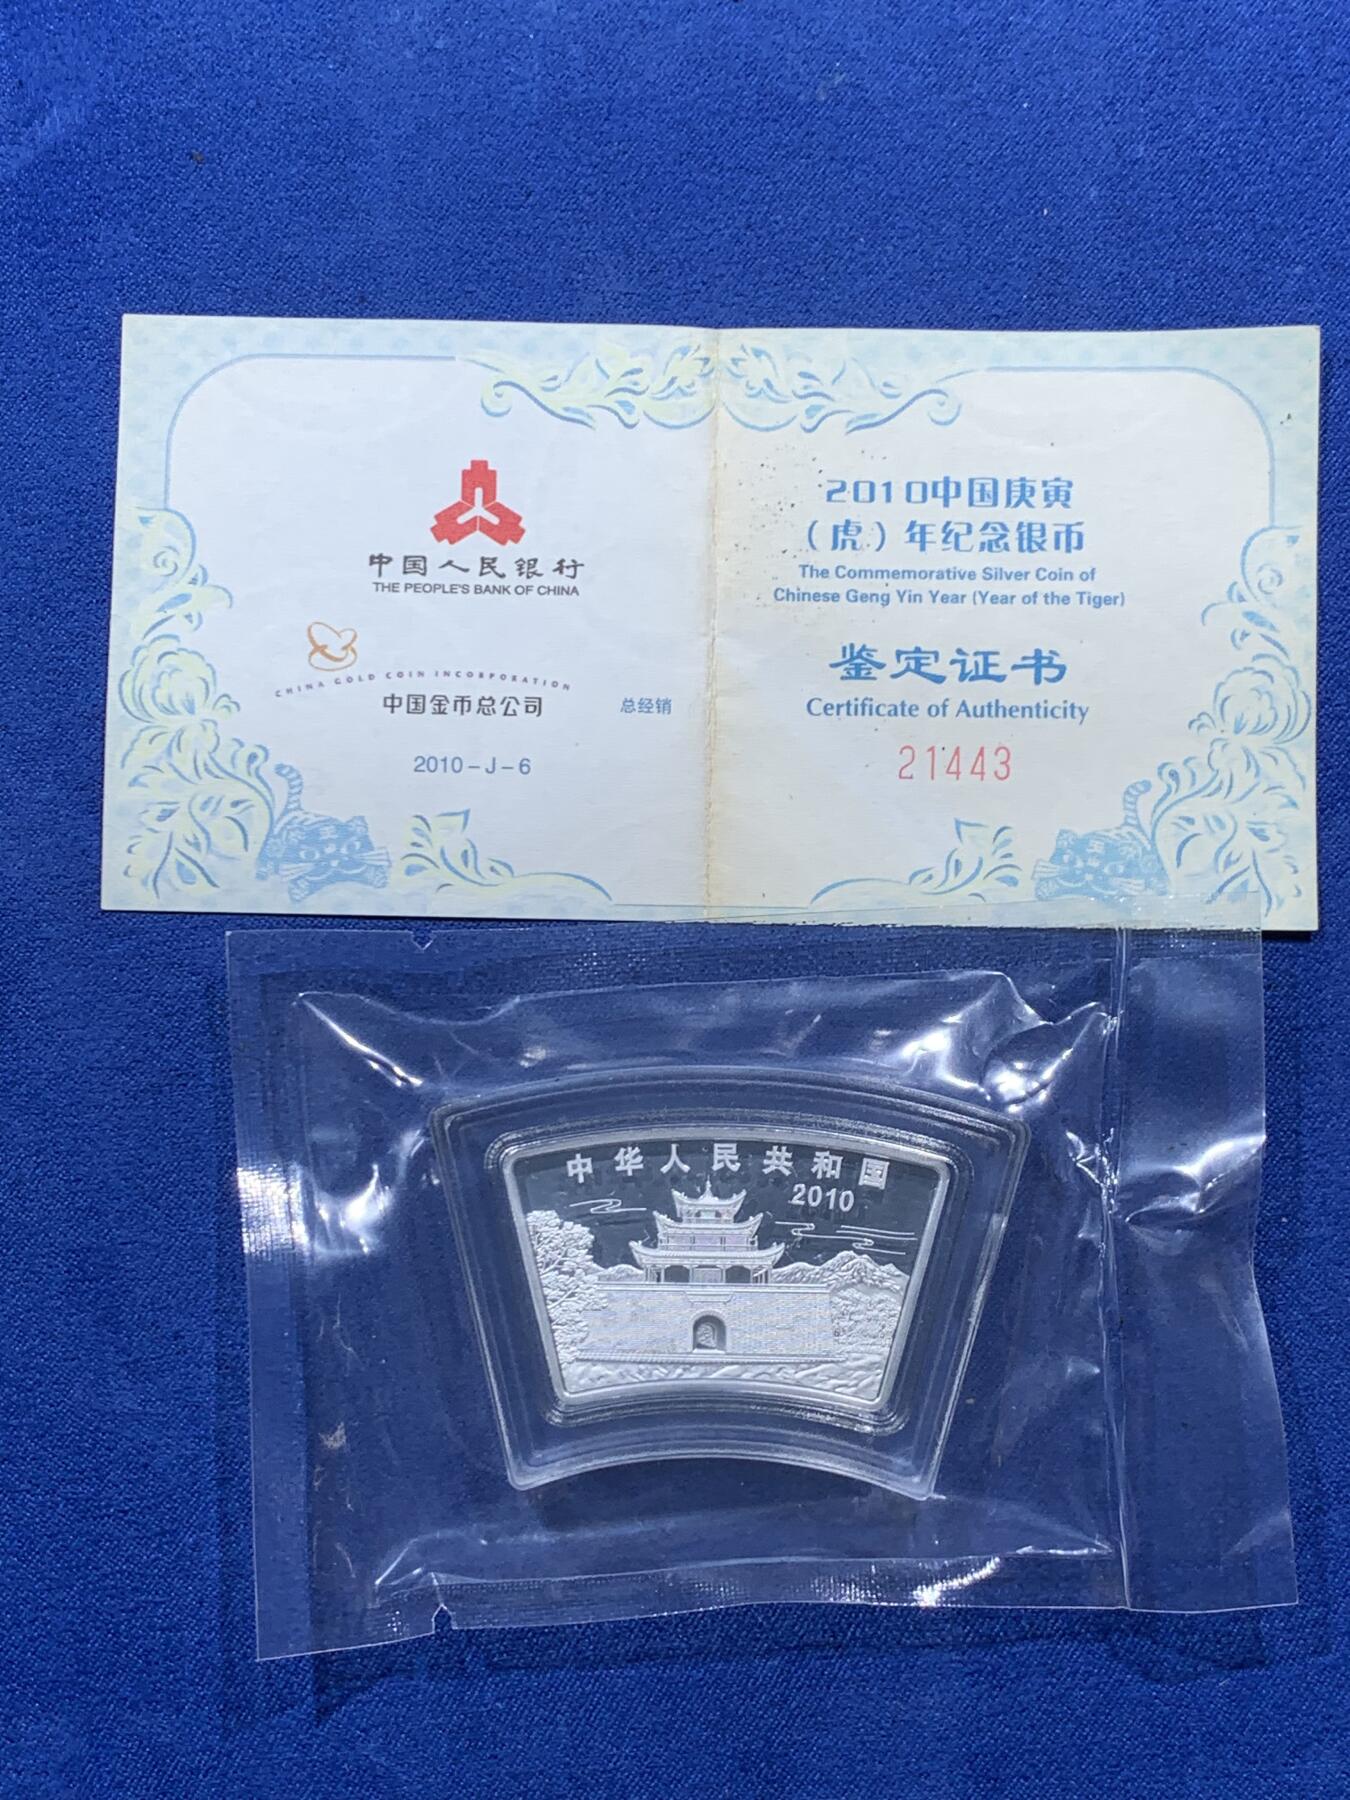 中国人民银行
THE PEOPLE'S BANK OF CHINA
CHINA GOLD COIN INCORPORATION
中国金币总公司 总经销
2010-J-6
2010中国庚寅
（虎）年纪念银币
The Commemorative Silver Coin of
Chinese Geng Yin Year (Year of the Tiger)
鉴定证书
Certificate of Authenticity
21443
中华人民共和国
2010